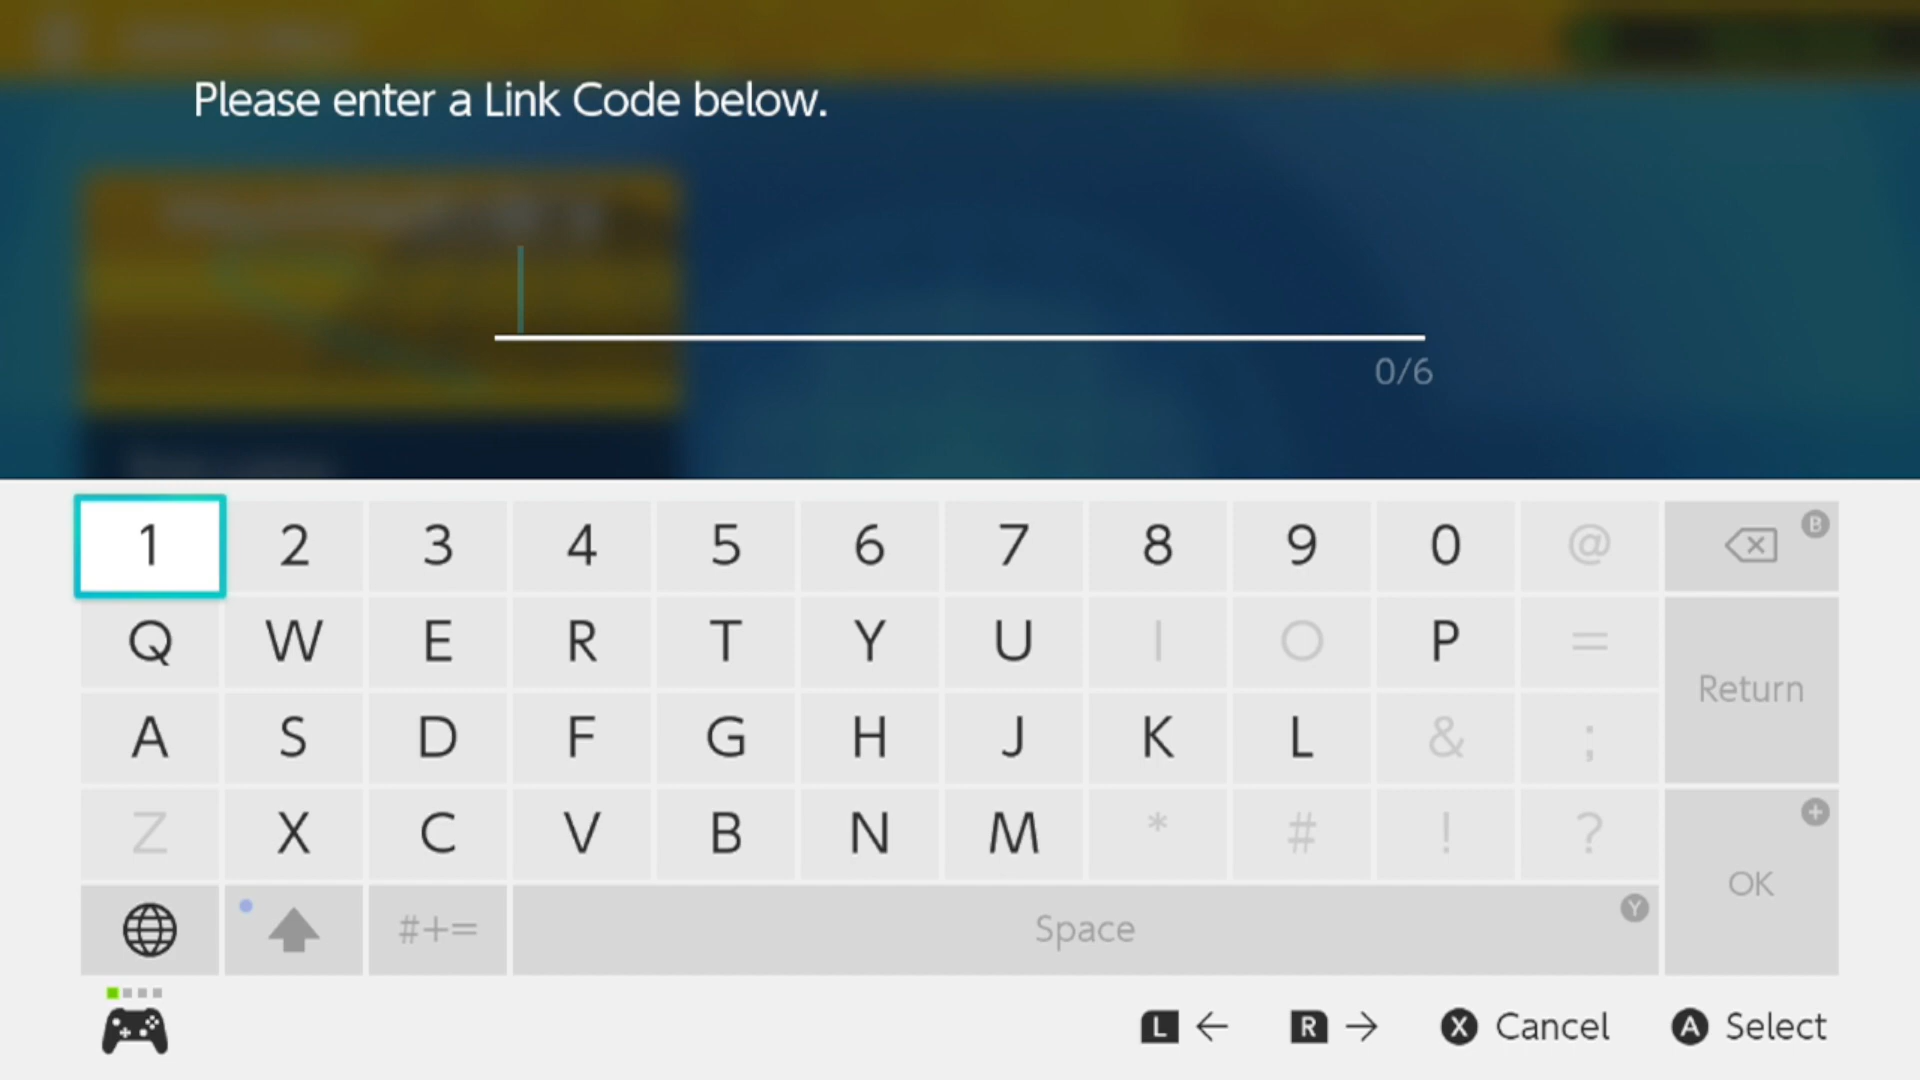 Please enter a Link Code below.
0/6
1 2 3 4 5 6 7 8 9 0 @ B
Q W E R T Y U I O P = Return
A S D F G H J K L & ;
Z X C V B N M * # ! ? + OK
#+= Space Y
L ← R → X Cancel A Select